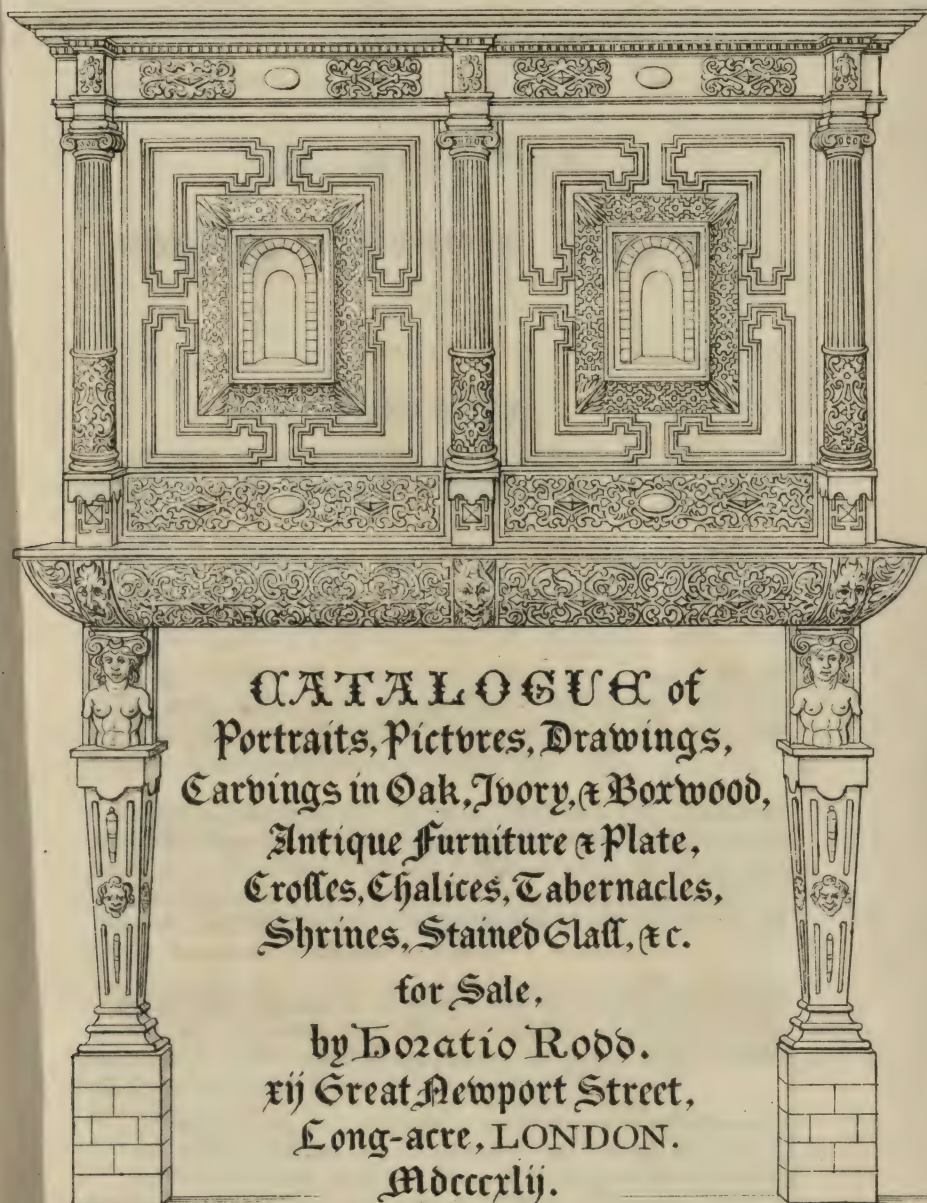 CATALOGUE of
Portraits, Pictvres, Drawings,
Carvings in Oak, Ivory, & Boxwood,
Antique Furniture & Plate,
Croſſes, Chalices, Tabernacles,
Shrines, Stained Glaſſ, &c.
for Sale,
by Horatio Rodd.
xij Great Newport Street,
Long-acre, LONDON.
Mdcccxlij.